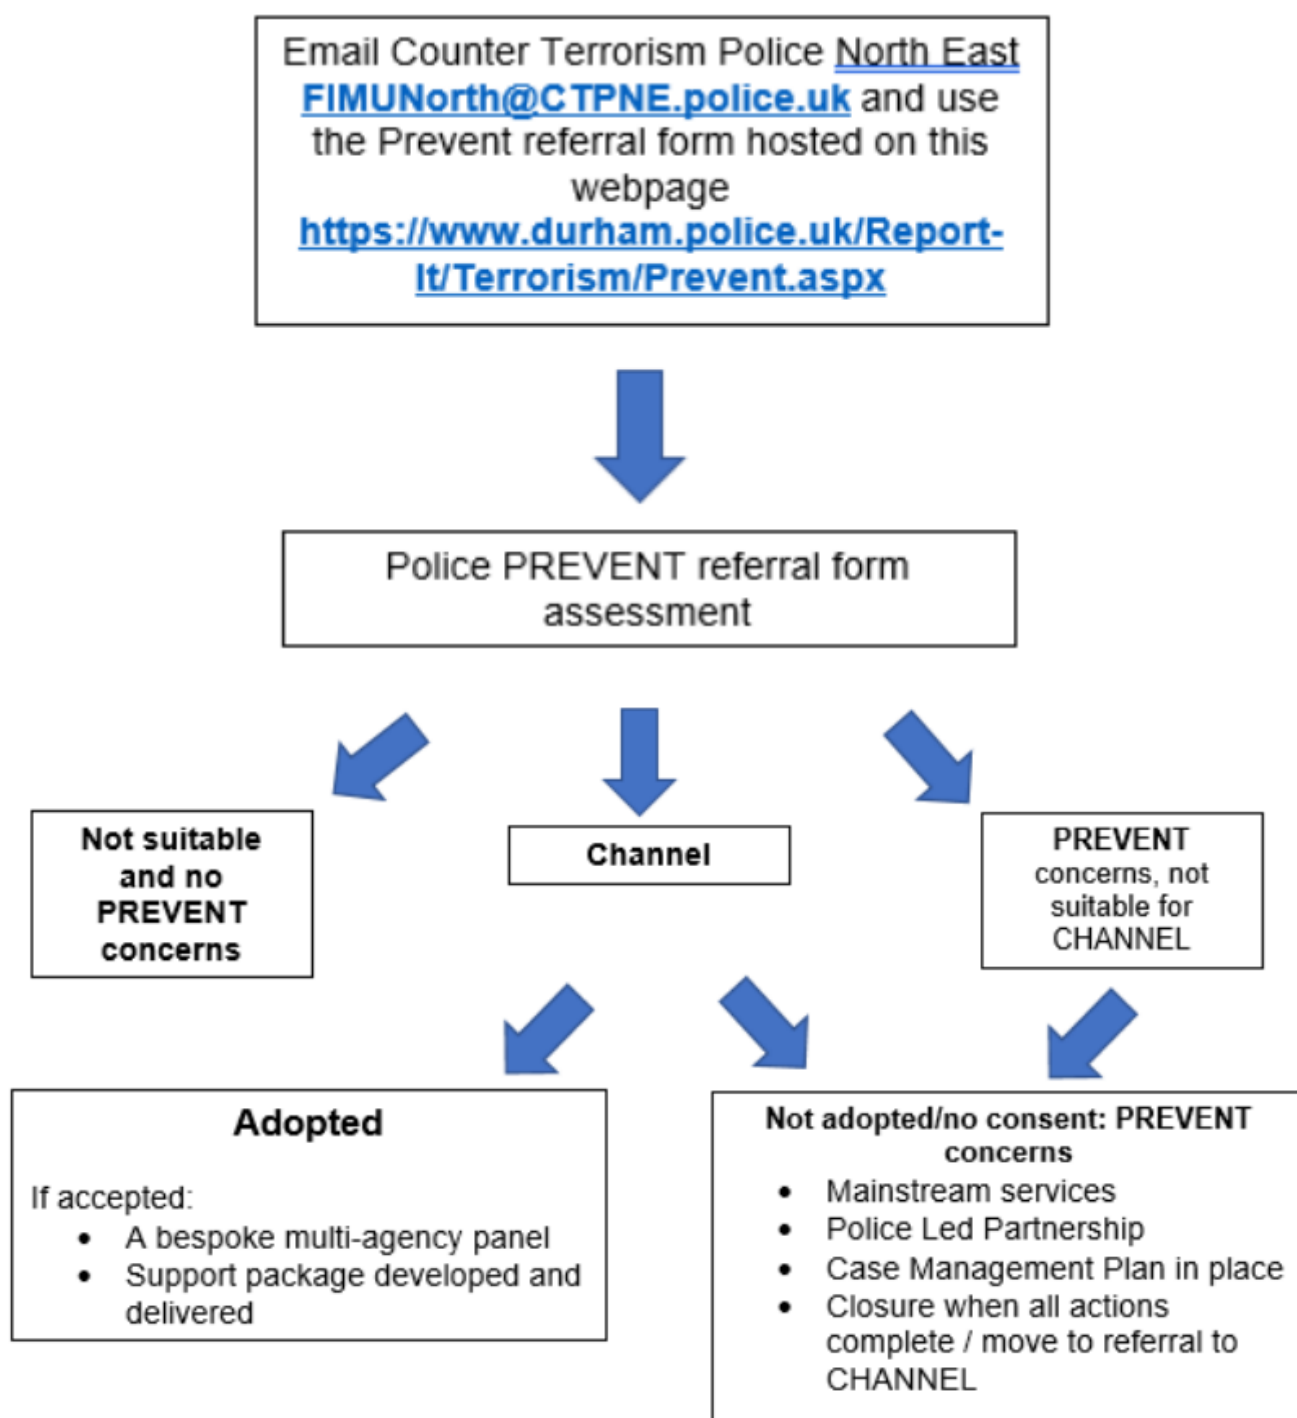 Email Counter Terrorism Police North East
FIMUNorth@CTPNE.police.uk and use
the Prevent referral form hosted on this
webpage
https://www.durham.police.uk/Report-
It/Terrorism/Prevent.aspx
Police PREVENT referral form
assessment
Not suitable
and no
PREVENT
concerns
Channel
PREVENT
concerns, not
suitable for
CHANNEL
Adopted
If accepted:
• A bespoke multi-agency panel
• Support package developed and
delivered
Not adopted/no consent: PREVENT
concerns
• Mainstream services
• Police Led Partnership
• Case Management Plan in place
• Closure when all actions
complete / move to referral to
CHANNEL